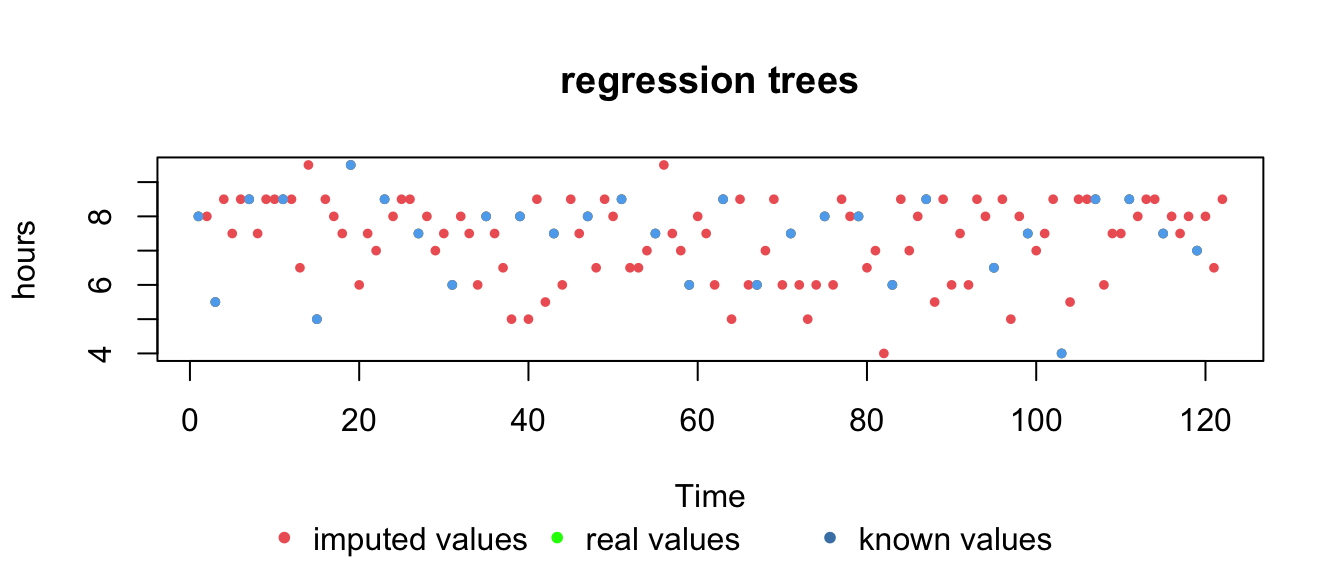 regression trees
hours
8
6
4
0 20 40 60 80 100 120
Time
imputed values real values known values